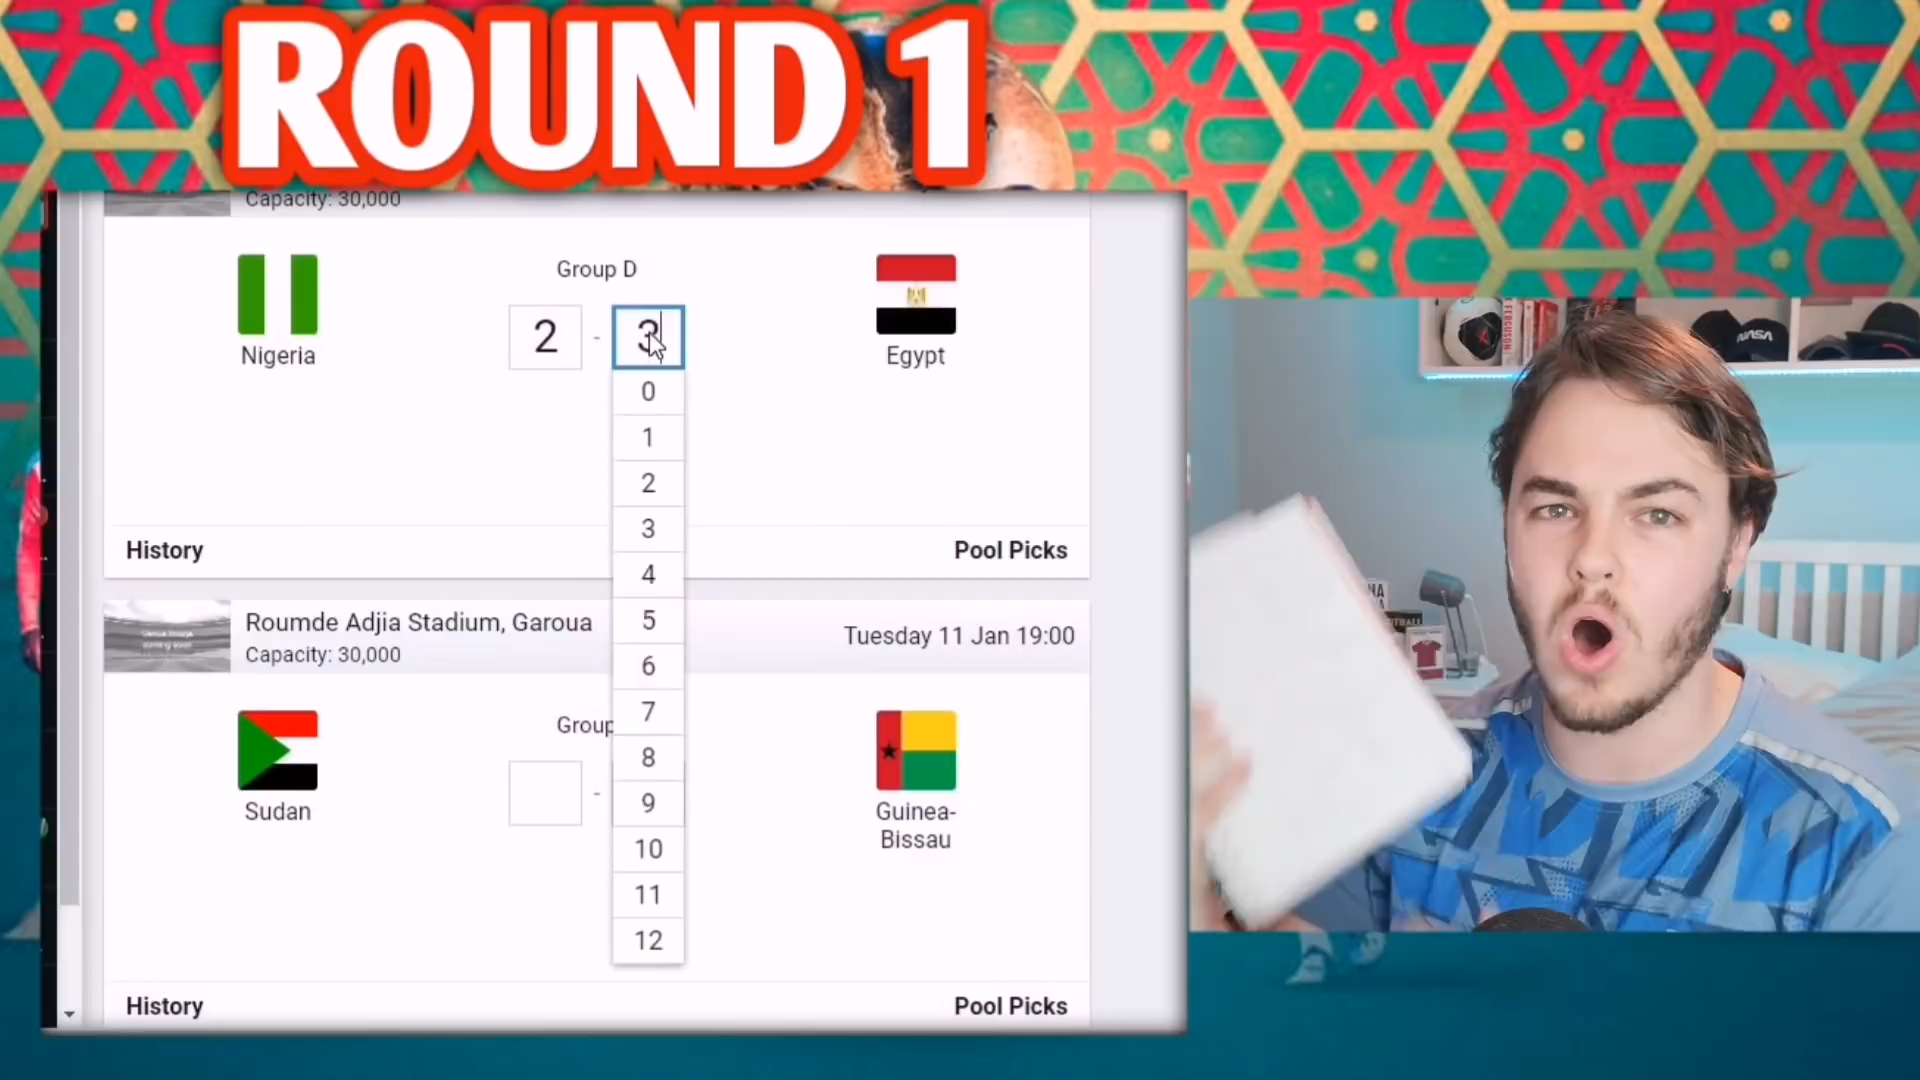 ROUND 1
Capacity: 30,000
Group D
2 - 3
Nigeria
Egypt
0
1
2
3
4
5
6
7
8
9
10
11
12
History
Pool Picks
Roumde Adjia Stadium, Garoua
Capacity: 30,000
Tuesday 11 Jan 19:00
Group
-
Sudan
Guinea-
Bissau
History
Pool Picks
NASA